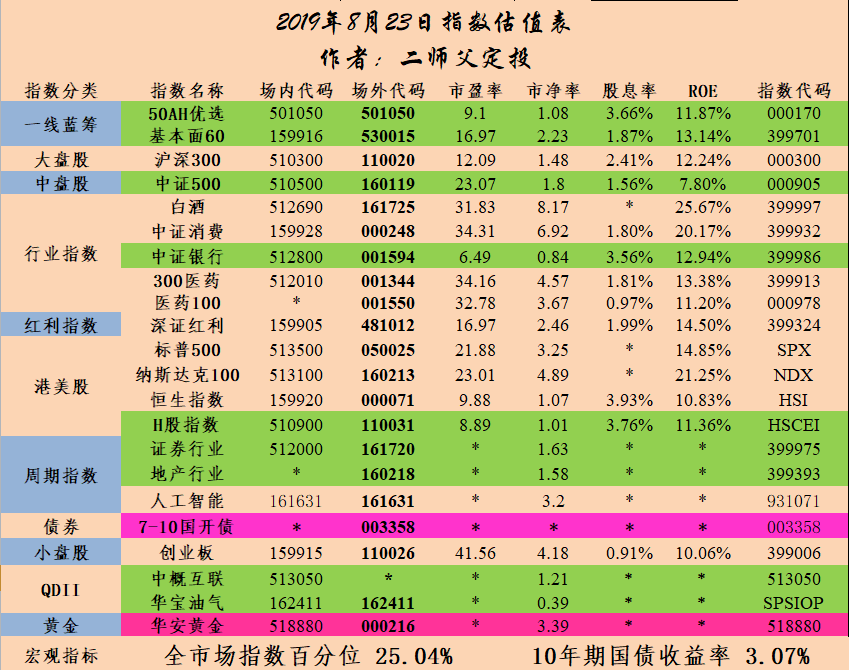 2019年8月23日指数估值表
作者：二师父定投
指数分类 指数名称 场内代码 场外代码 市盈率 市净率 股息率 ROE 指数代码
一线蓝筹 50AH优选 501050 501050 9.1 1.08 3.66% 11.87% 000170
基本面60 159916 530015 16.97 2.23 1.87% 13.14% 399701
大盘股 沪深300 510300 110020 12.09 1.48 2.41% 12.24% 000300
中盘股 中证500 510500 160119 23.07 1.8 1.56% 7.80% 000905
行业指数 白酒 512690 161725 31.83 8.17 * 25.67% 399997
中证消费 159928 000248 34.31 6.92 1.80% 20.17% 399932
中证银行 512800 001594 6.49 0.84 3.56% 12.94% 399986
300医药 512010 001344 34.16 4.57 1.81% 13.38% 399913
医药100 * 001550 32.78 3.67 0.97% 11.20% 000978
红利指数 深证红利 159905 481012 16.97 2.46 1.99% 14.50% 399324
港美股 标普500 513500 050025 21.88 3.25 * 14.85% SPX
纳斯达克100 513100 160213 23.01 4.89 * 21.25% NDX
恒生指数 159920 000071 9.88 1.07 3.93% 10.83% HSI
H股指数 510900 110031 8.89 1.01 3.76% 11.36% HSCEI
周期指数 证券行业 512000 161720 * 1.63 * * 399975
地产行业 * 160218 * 1.58 * * 399393
人工智能 161631 161631 * 3.2 * * 931071
债券 7-10国开债 * 003358 * * * * 003358
小盘股 创业板 159915 110026 41.56 4.18 0.91% 10.06% 399006
QDII 中概互联 513050 * * 1.21 * * 513050
华宝油气 162411 162411 * 0.39 * * SPSIOP
黄金 华安黄金 518880 000216 * 3.39 * * 518880
宏观指标 全市场指数百分位 25.04% 10年期国债收益率 3.07%